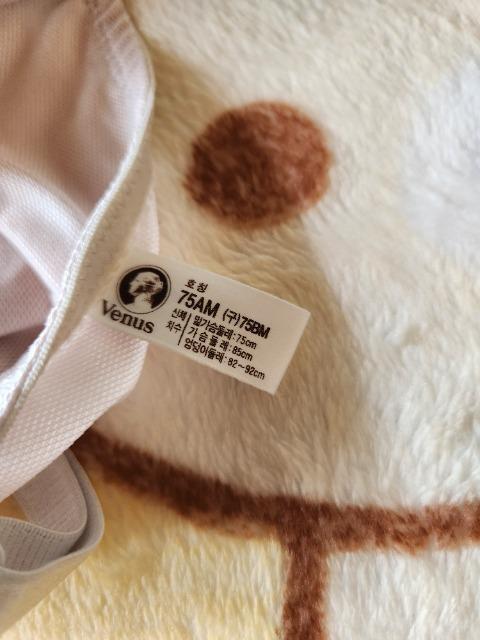 Venus
호칭
75AM (구)75BM
신체 치수
밑가슴둘레:75cm
가 슴 둘 레:85cm
엉덩이둘레:82~92cm